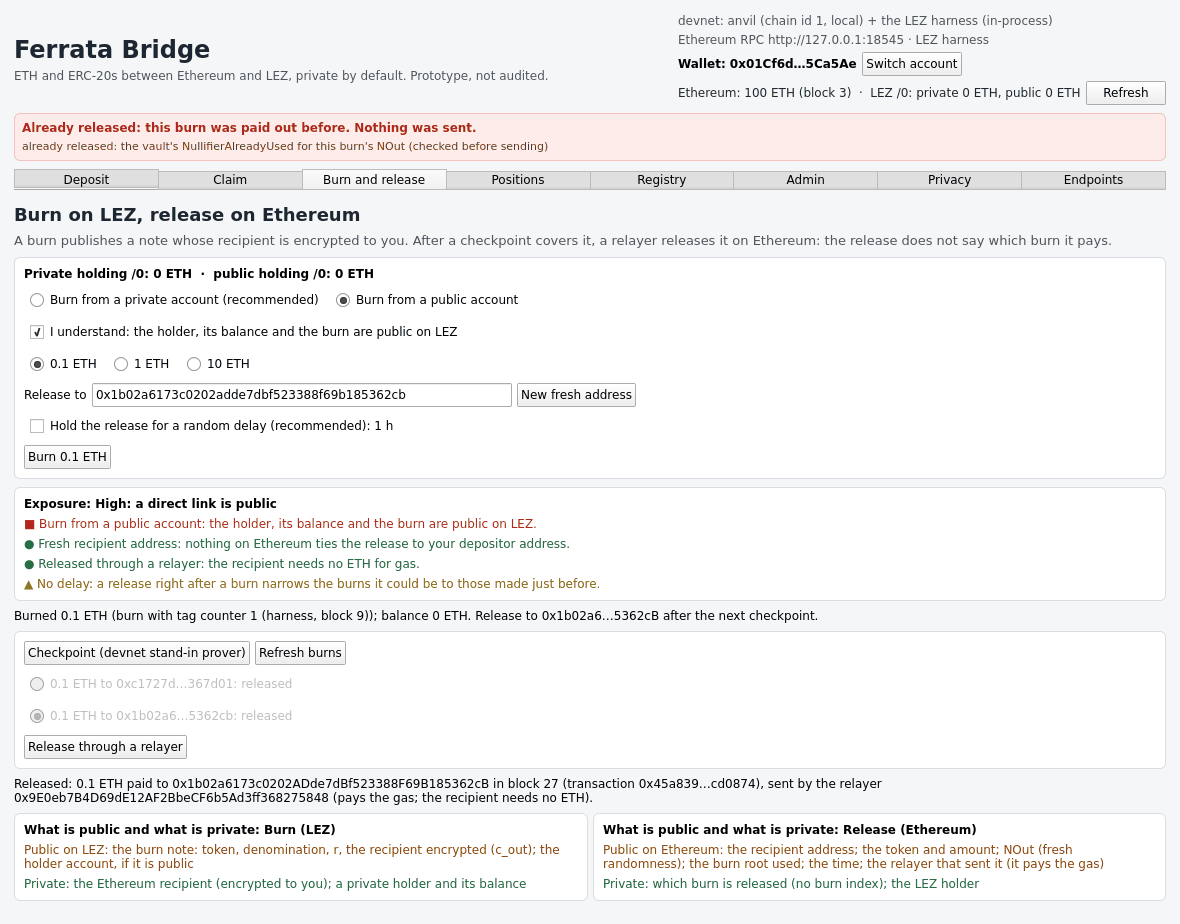 devnet: anvil (chain id 1, local) + the LEZ harness (in-process)
Ferrata Bridge
Ethereum RPC http://127.0.0.1:18545 · LEZ harness
ETH and ERC-20s between Ethereum and LEZ, private by default. Prototype, not audited.
Wallet: 0x01Cf6d…5Ca5Ae Switch account
Ethereum: 100 ETH (block 3) · LEZ /0: private 0 ETH, public 0 ETH Refresh
Already released: this burn was paid out before. Nothing was sent.
already released: the vault's NullifierAlreadyUsed for this burn's NOut (checked before sending)
Deposit Claim Burn and release Positions Registry Admin Privacy Endpoints
Burn on LEZ, release on Ethereum
A burn publishes a note whose recipient is encrypted to you. After a checkpoint covers it, a relayer releases it on Ethereum: the release does not say which burn it pays.
Private holding /0: 0 ETH · public holding /0: 0 ETH
Burn from a private account (recommended) Burn from a public account
I understand: the holder, its balance and the burn are public on LEZ
0.1 ETH 1 ETH 10 ETH
Release to 0x1b02a6173c0202adde7dbf523388f69b185362cb New fresh address
Hold the release for a random delay (recommended): 1 h
Burn 0.1 ETH
Exposure: High: a direct link is public
■ Burn from a public account: the holder, its balance and the burn are public on LEZ.
● Fresh recipient address: nothing on Ethereum ties the release to your depositor address.
● Released through a relayer: the recipient needs no ETH for gas.
▲ No delay: a release right after a burn narrows the burns it could be to those made just before.
Burned 0.1 ETH (burn with tag counter 1 (harness, block 9)); balance 0 ETH. Release to 0x1b02a6…5362cB after the next checkpoint.
Checkpoint (devnet stand-in prover) Refresh burns
0.1 ETH to 0xc1727d…367d01: released
0.1 ETH to 0x1b02a6…5362cb: released
Release through a relayer
Released: 0.1 ETH paid to 0x1b02a6173c0202ADde7dBf523388F69B185362cB in block 27 (transaction 0x45a839…cd0874), sent by the relayer
0x9E0eb7B4D69dE12AF2BbeCF6b5Ad3ff368275848 (pays the gas; the recipient needs no ETH).
What is public and what is private: Burn (LEZ)
Public on LEZ: the burn note: token, denomination, r, the recipient encrypted (c_out); the
holder account, if it is public
Private: the Ethereum recipient (encrypted to you); a private holder and its balance
What is public and what is private: Release (Ethereum)
Public on Ethereum: the recipient address; the token and amount; NOut (fresh
randomness); the burn root used; the time; the relayer that sent it (it pays the gas)
Private: which burn is released (no burn index); the LEZ holder